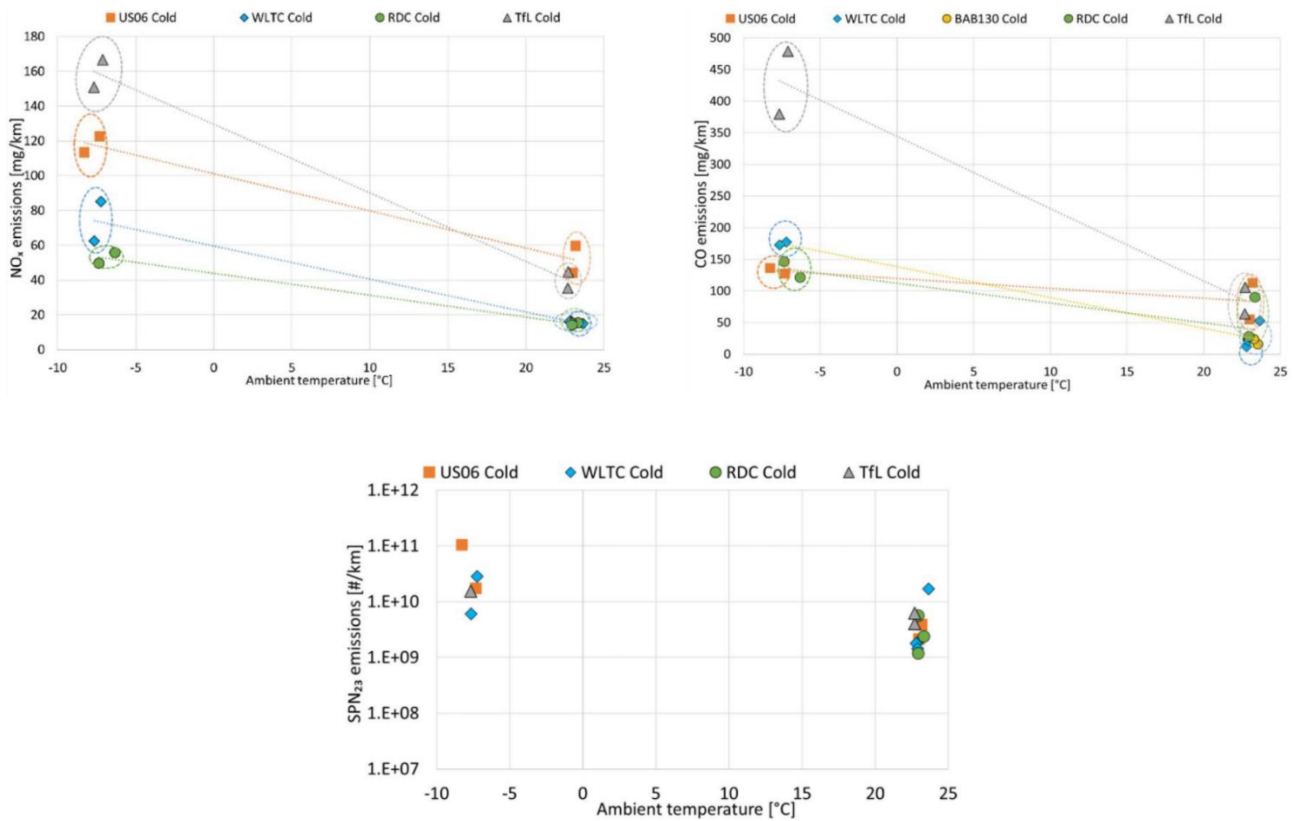 US06 Cold WLTC Cold RDC Cold TfL Cold
180
160
140
120
100
80
60
40
20
0
NOₓ emissions [mg/km]
-10 -5 0 5 10 15 20 25
Ambient temperature [°C]
US06 Cold WLTC Cold BAB130 Cold RDC Cold TfL Cold
500
450
400
350
300
250
200
150
100
50
0
CO emissions [mg/km]
-10 -5 0 5 10 15 20 25
Ambient temperature [°C]
US06 Cold WLTC Cold RDC Cold TfL Cold
1.E+12
1.E+11
1.E+10
1.E+09
1.E+08
1.E+07
SPN₂₃ emissions [#/km]
-10 -5 0 5 10 15 20 25
Ambient temperature [°C]